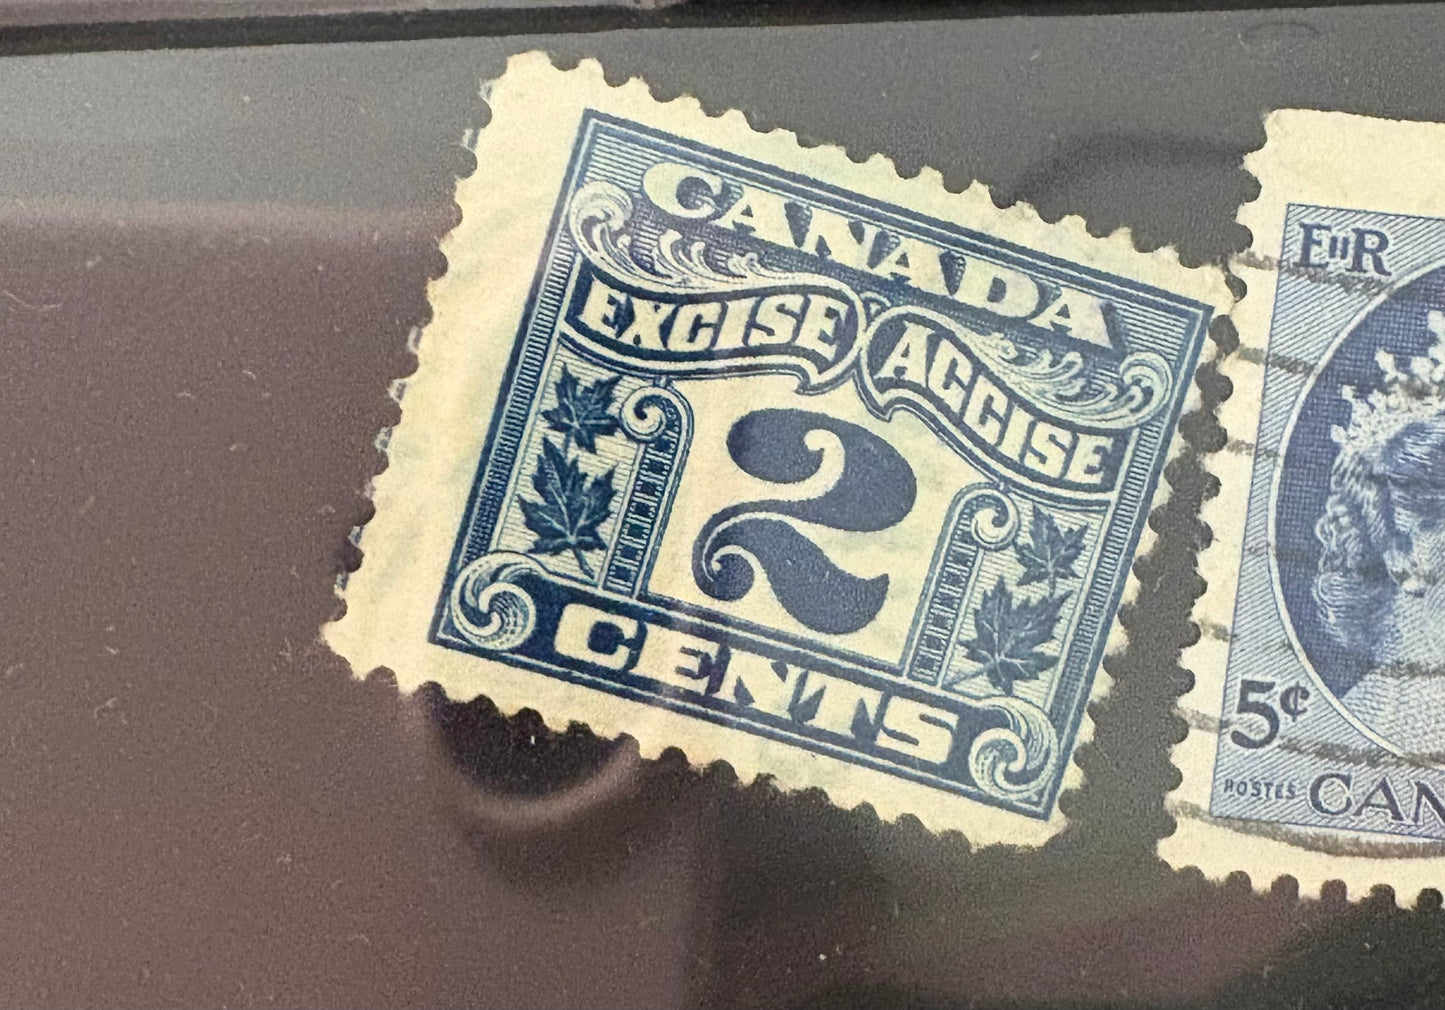 CANADA
EXCISE ACCISE
2
CENTS
EIIR
5¢
POSTES CAN